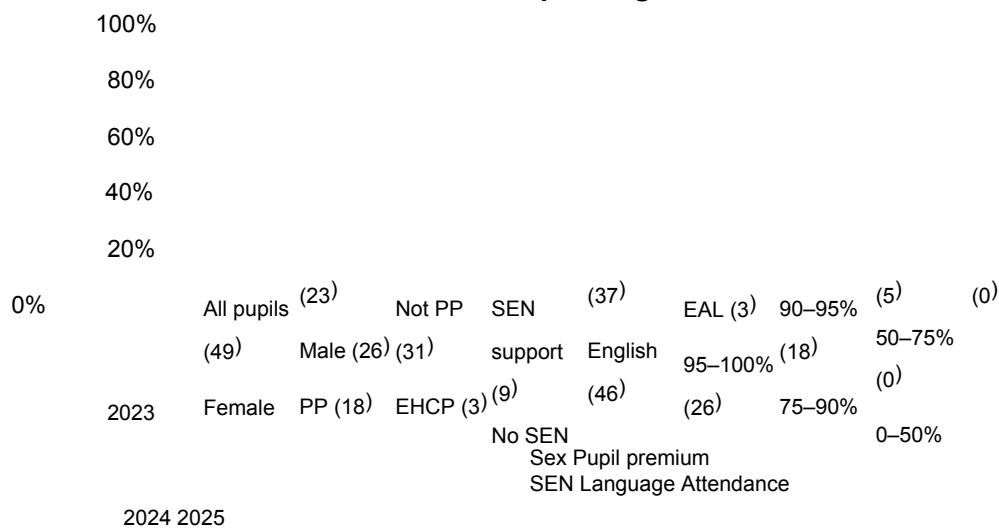 100%
80%
60%
40%
20%
0%
All pupils
(49)
Female
(23)
Male (26)
PP (18)
Not PP
(31)
EHCP (3)
SEN
support
(9)
No SEN
(37)
English
(46)
EAL (3)
95–100%
(26)
90–95%
(18)
75–90%
(5)
50–75%
(0)
0–50%
(0)
2023
Sex Pupil premium
SEN Language Attendance
2024 2025